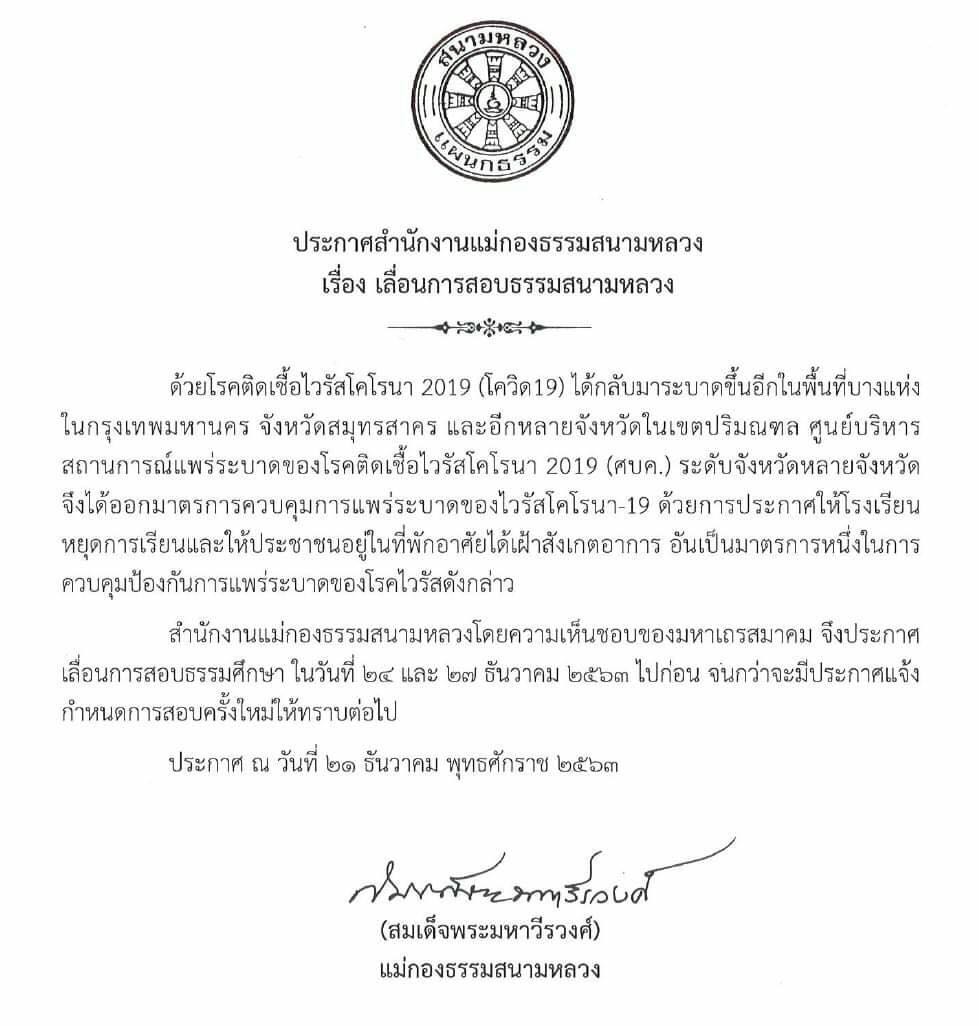 สนามหลวง
แผนกธรรม
ประกาศสำนักงานแม่กองธรรมสนามหลวง
เรื่อง เลื่อนการสอบธรรมสนามหลวง
ด้วยโรคติดเชื้อไวรัสโคโรนา 2019 (โควิด19) ได้กลับมาระบาดขึ้นอีกในพื้นที่บางแห่ง
ในกรุงเทพมหานคร จังหวัดสมุทรสาคร และอีกหลายจังหวัดในเขตปริมณฑล ศูนย์บริหาร
สถานการณ์แพร่ระบาดของโรคติดเชื้อไวรัสโคโรนา 2019 (ศบค.) ระดับจังหวัดหลายจังหวัด
จึงได้ออกมาตรการควบคุมการแพร่ระบาดของไวรัสโคโรนา-19 ด้วยการประกาศให้โรงเรียน
หยุดการเรียนและให้ประชาชนอยู่ในที่พักอาศัยได้เฝ้าสังเกตอาการ อันเป็นมาตรการหนึ่งในการ
ควบคุมป้องกันการแพร่ระบาดของโรคไวรัสดังกล่าว
สำนักงานแม่กองธรรมสนามหลวงโดยความเห็นชอบของมหาเถรสมาคม จึงประกาศ
เลื่อนการสอบธรรมศึกษา ในวันที่ ๒๔ และ ๒๗ ธันวาคม ๒๕๖๓ ไปก่อน จนกว่าจะมีประกาศแจ้ง
กำหนดการสอบครั้งใหม่ให้ทราบต่อไป
ประกาศ ณ วันที่ ๒๑ ธันวาคม พุทธศักราช ๒๕๖๓
(สมเด็จพระมหาวีรวงศ์)
แม่กองธรรมสนามหลวง